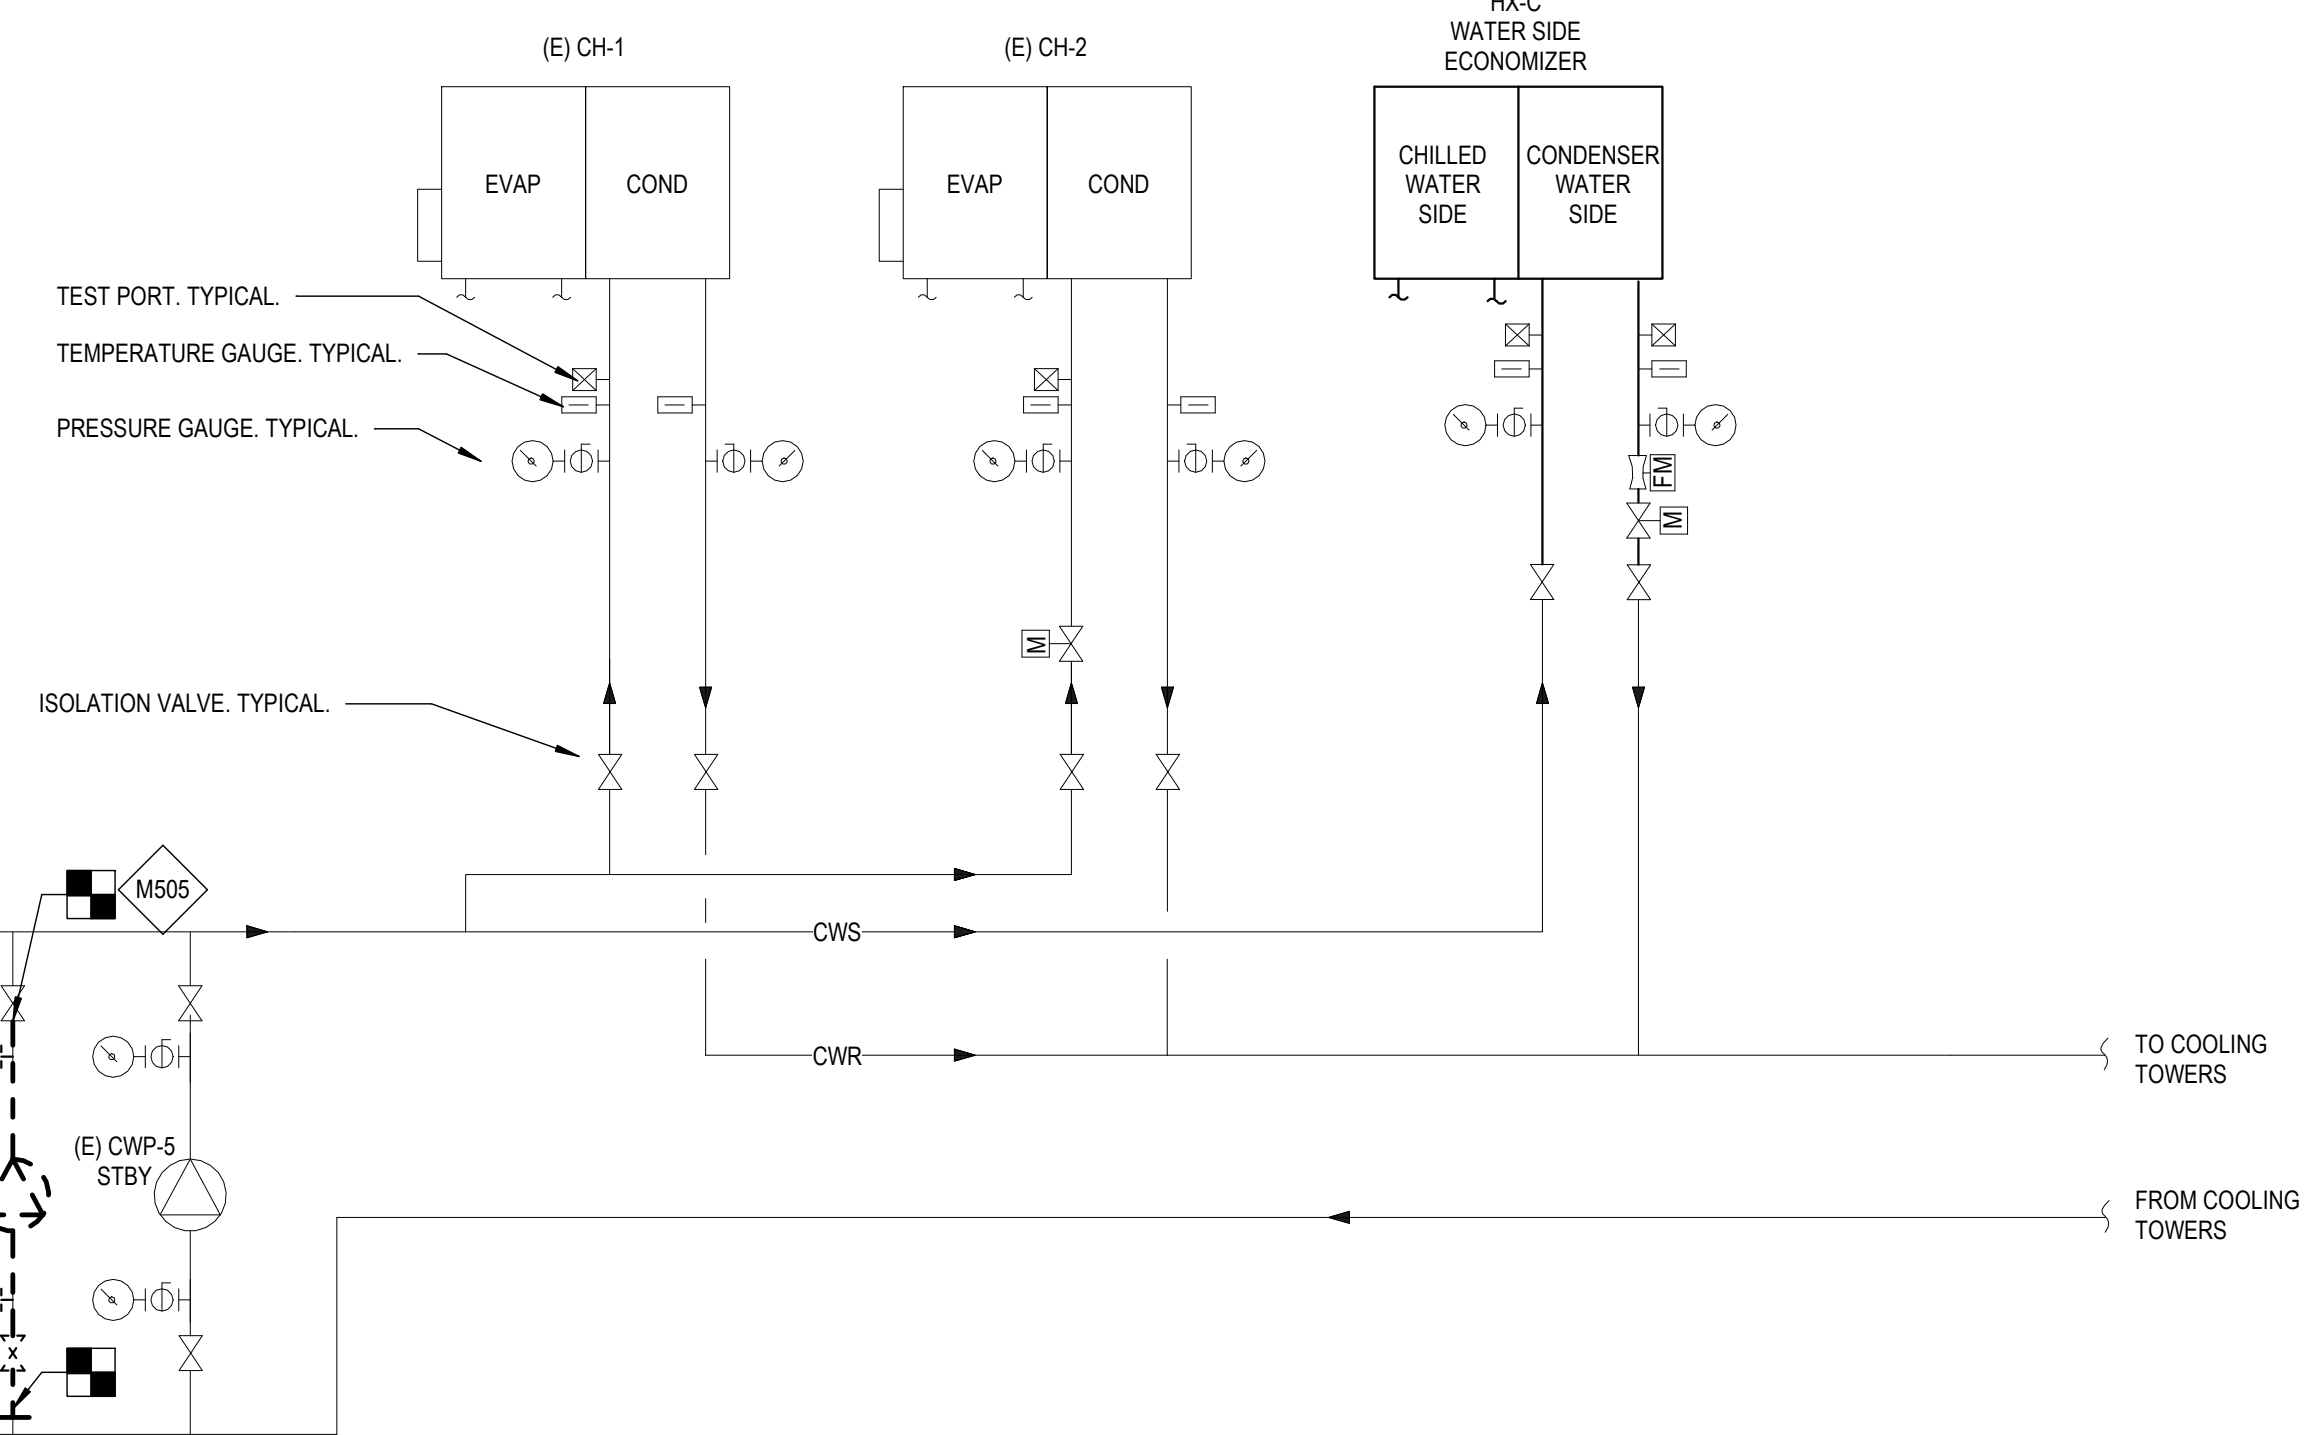 HX-C
WATER SIDE
ECONOMIZER
(E) CH-1
(E) CH-2
EVAP
COND
EVAP
COND
CHILLED
WATER
SIDE
CONDENSER
WATER
SIDE
TEST PORT. TYPICAL.
TEMPERATURE GAUGE. TYPICAL.
PRESSURE GAUGE. TYPICAL.
FM
M
M
ISOLATION VALVE. TYPICAL.
M505
CWS
CWR
TO COOLING
TOWERS
(E) CWP-5
STBY
FROM COOLING
TOWERS